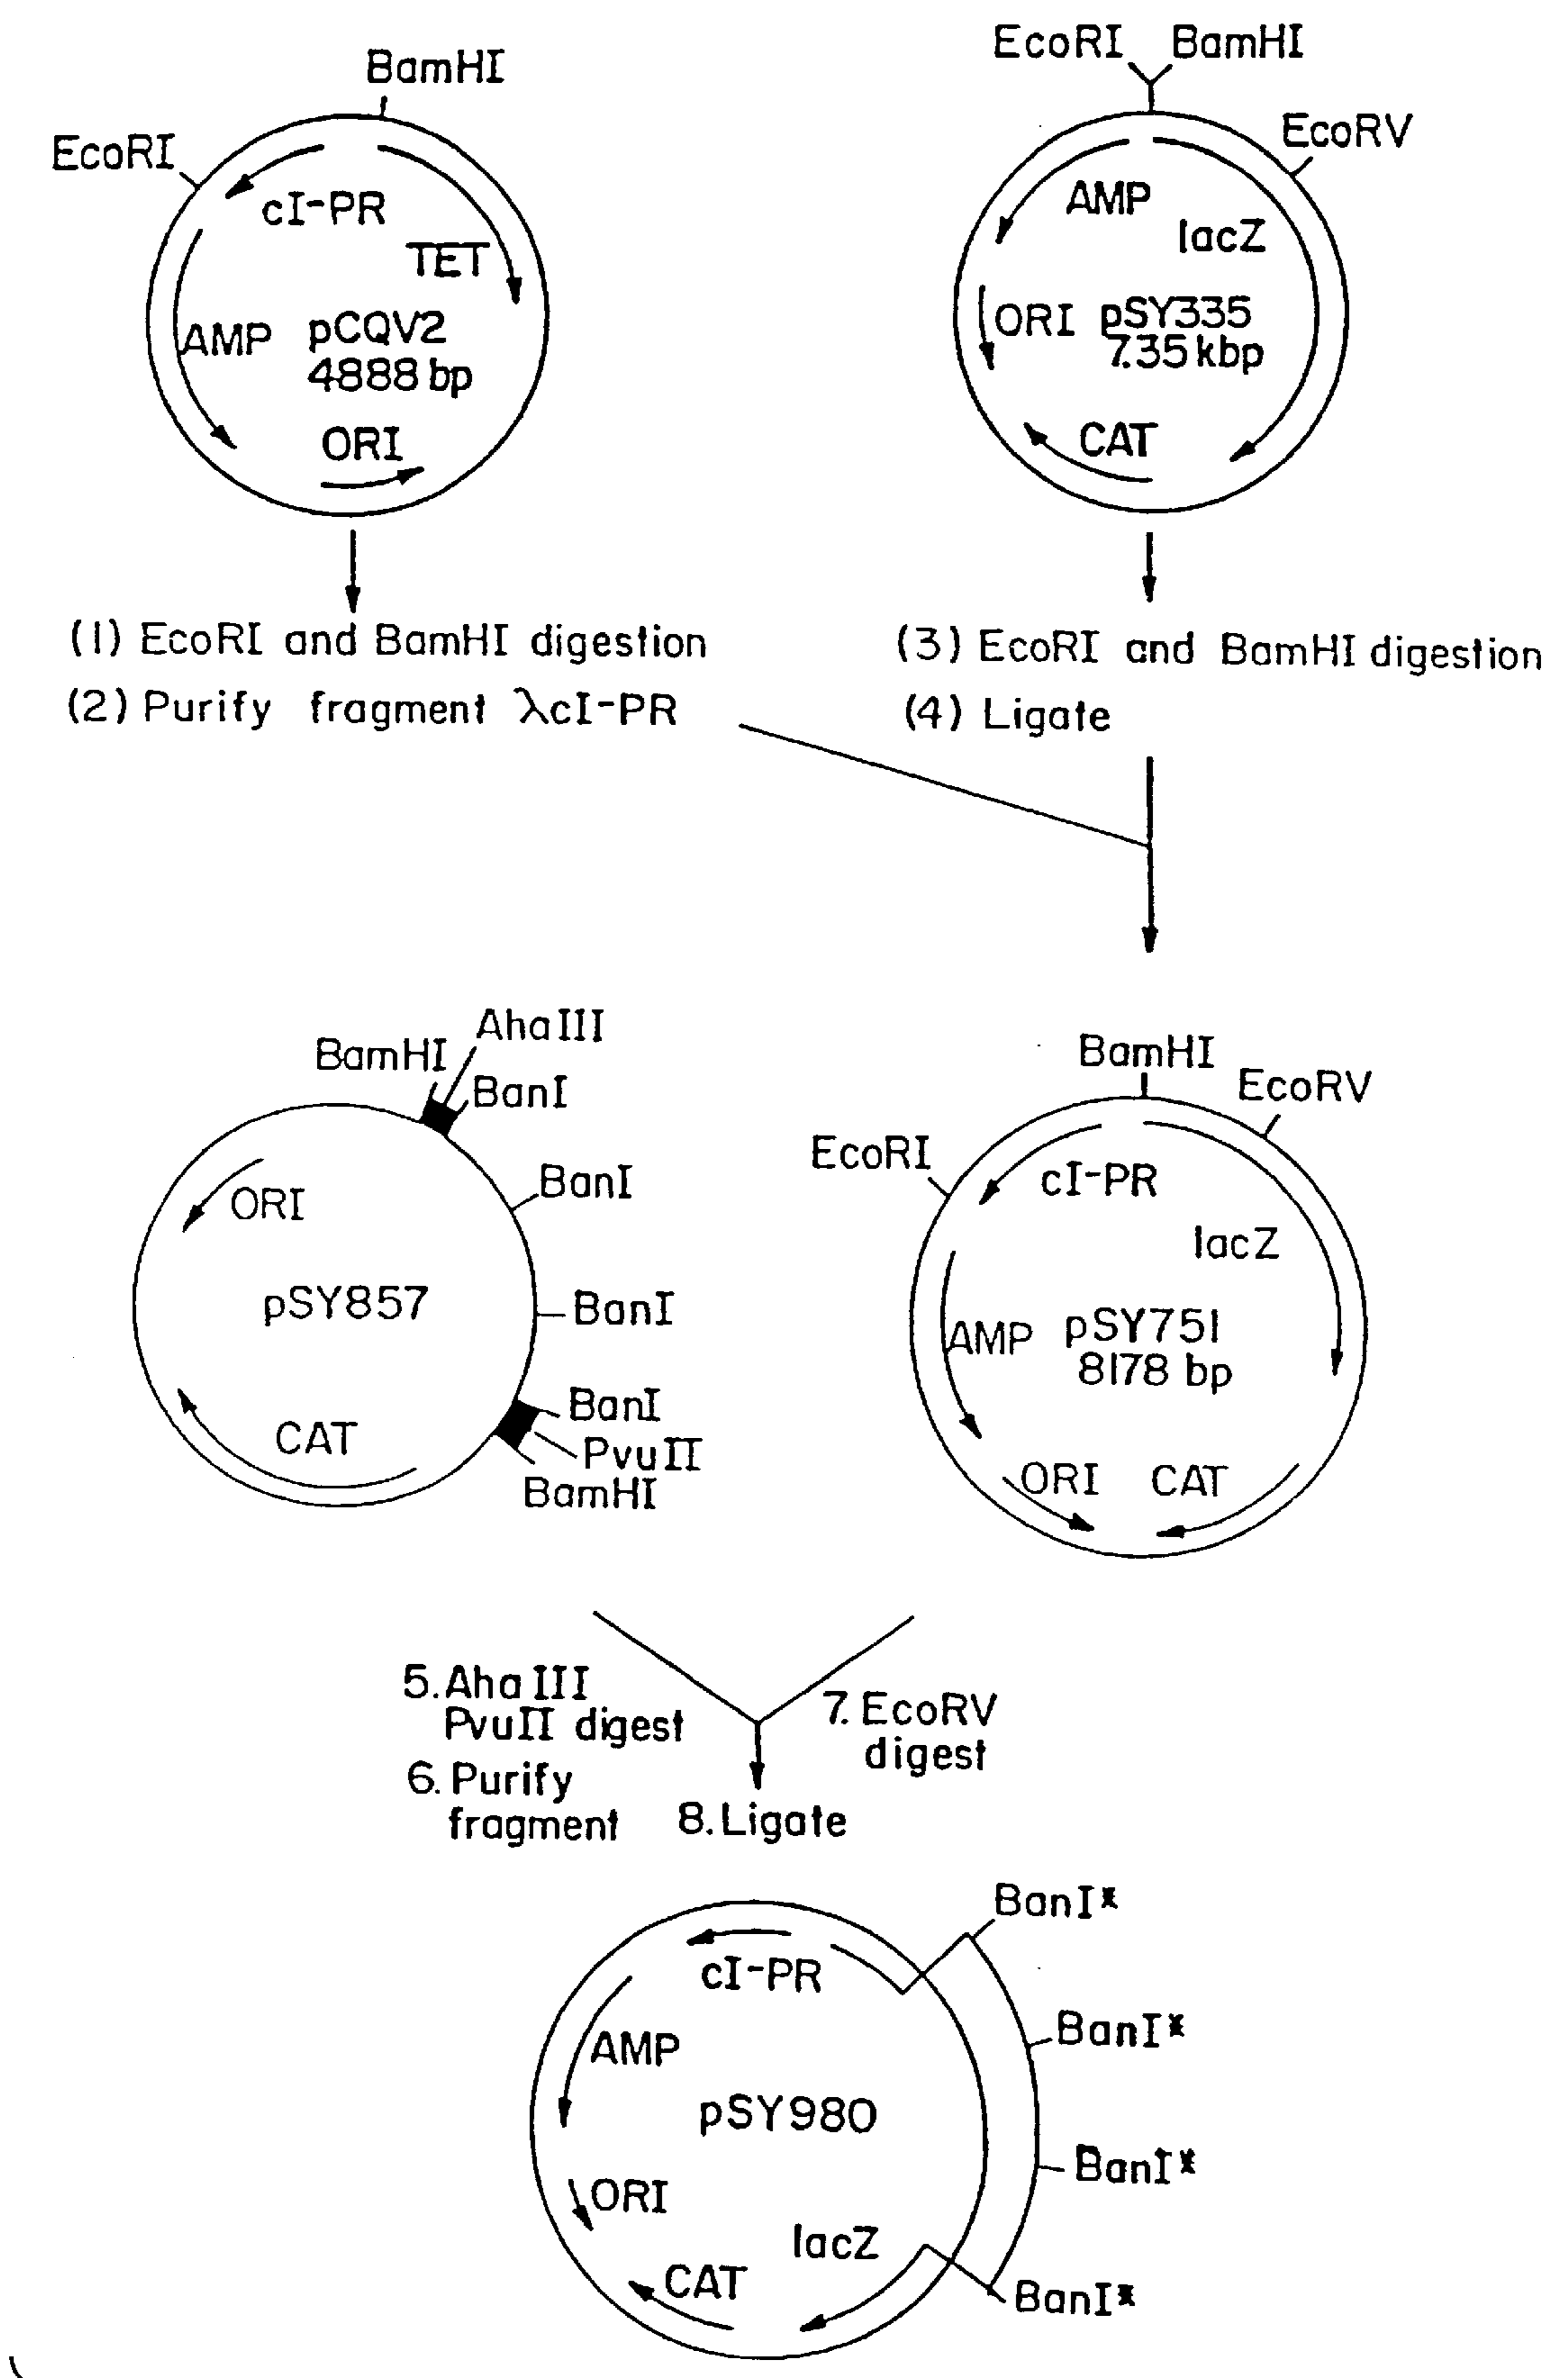 BamHI
EcoRI
cI-PR
TET
AMP
pCQV2
4888 bp
ORI
EcoRI
BamHI
EcoRV
AMP
lacZ
ORI
pSY335
7.35 kbp
CAT
(1) EcoRI and BamHI digestion
(2) Purify fragment λcI-PR
(3) EcoRI and BamHI digestion
(4) Ligate
AhaIII
BamHI
BanI
BanI
ORI
pSY857
BanI
BanI
CAT
PvuII
BamHI
BamHI
EcoRV
EcoRI
cI-PR
lacZ
AMP
pSY751
8178 bp
ORI
CAT
5. AhaIII
PvuII digest
6. Purify
fragment
7. EcoRV
digest
8. Ligate
BanI*
cI-PR
BanI*
AMP
pSY980
BanI*
ORI
lacZ
CAT
BanI*